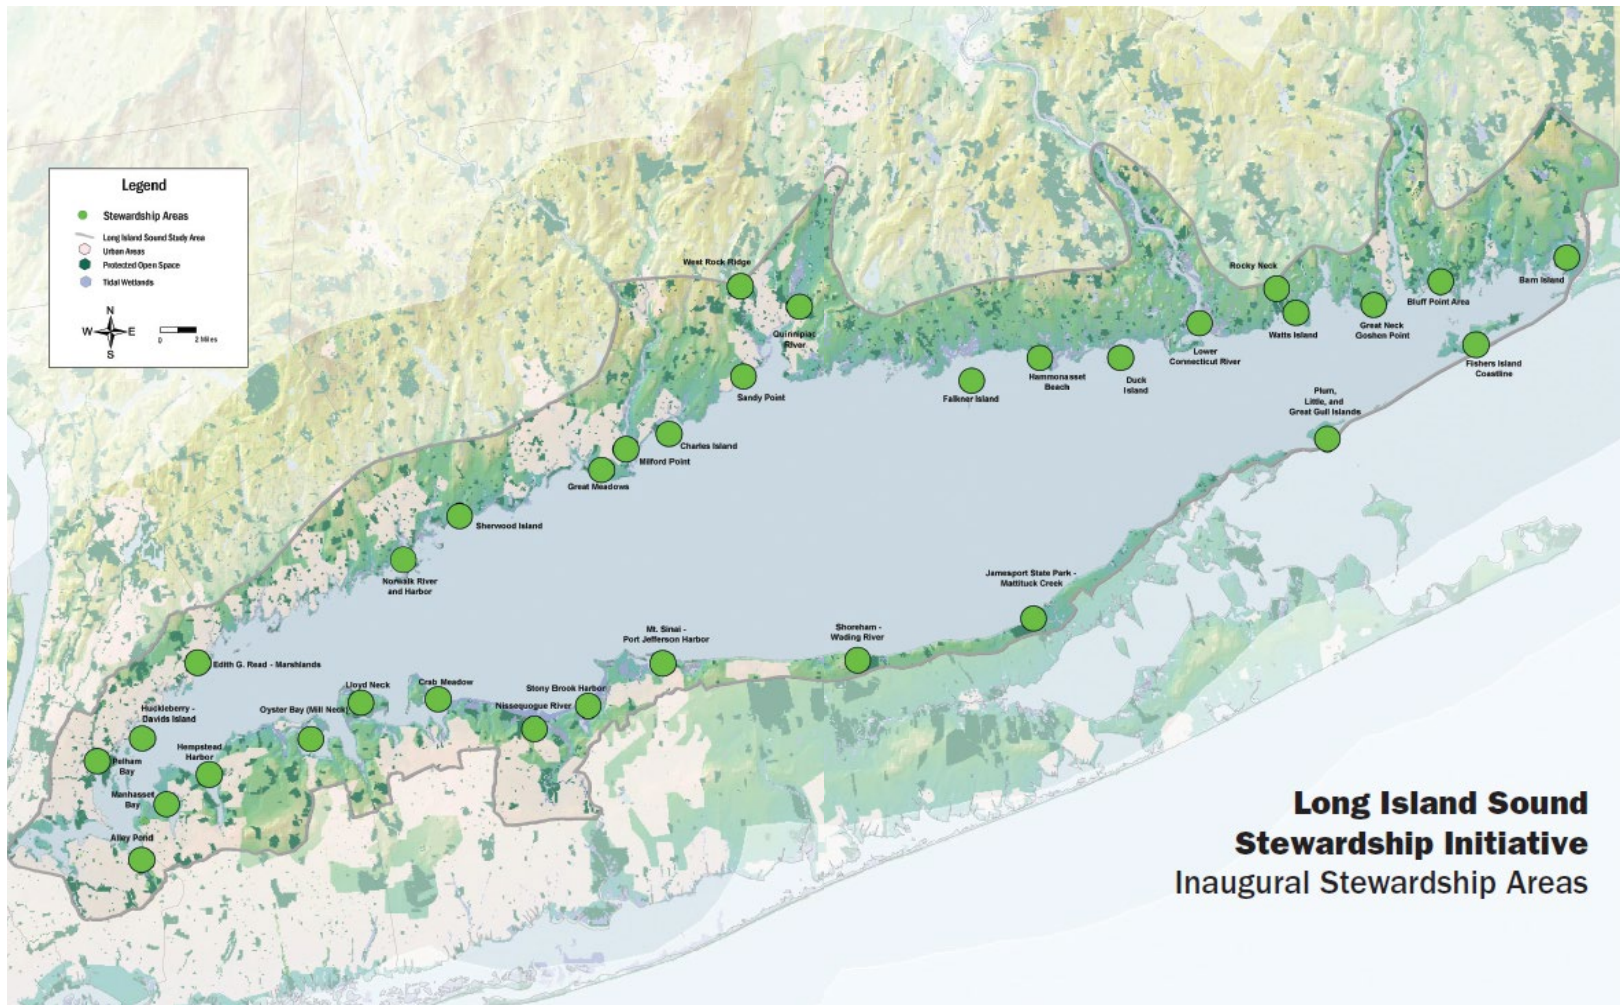 Legend
Stewardship Areas
Long Island Sound Study Area
Urban Areas
Protected Open Space
Tidal Wetlands
N
W
E
S
0
2 Miles
West Rock Ridge
Quinnipiac
River
Sandy Point
Charles Island
Milford Point
Great Meadows
Sherwood Island
Norwalk River
and Harbor
Edith G. Read - Marshlands
Huckleberry -
Davids Island
Pelham
Bay
Hempstead
Harbor
Manhasset
Bay
Alley Pond
Oyster Bay (Mill Neck)
Lloyd Neck
Crab Meadow
Nissequogue River
Stony Brook Harbor
Mt. Sinai -
Port Jefferson Harbor
Shoreham -
Wading River
Jamesport State Park -
Mattituck Creek
Plum,
Little, and
Great Gull Islands
Fishers Island
Coastline
Barn Island
Bluff Point Area
Great Neck
Goshen Point
Watts Island
Rocky Neck
Lower
Connecticut River
Duck
Island
Hammonasset
Beach
Falkner Island
Long Island Sound
Stewardship Initiative
Inaugural Stewardship Areas